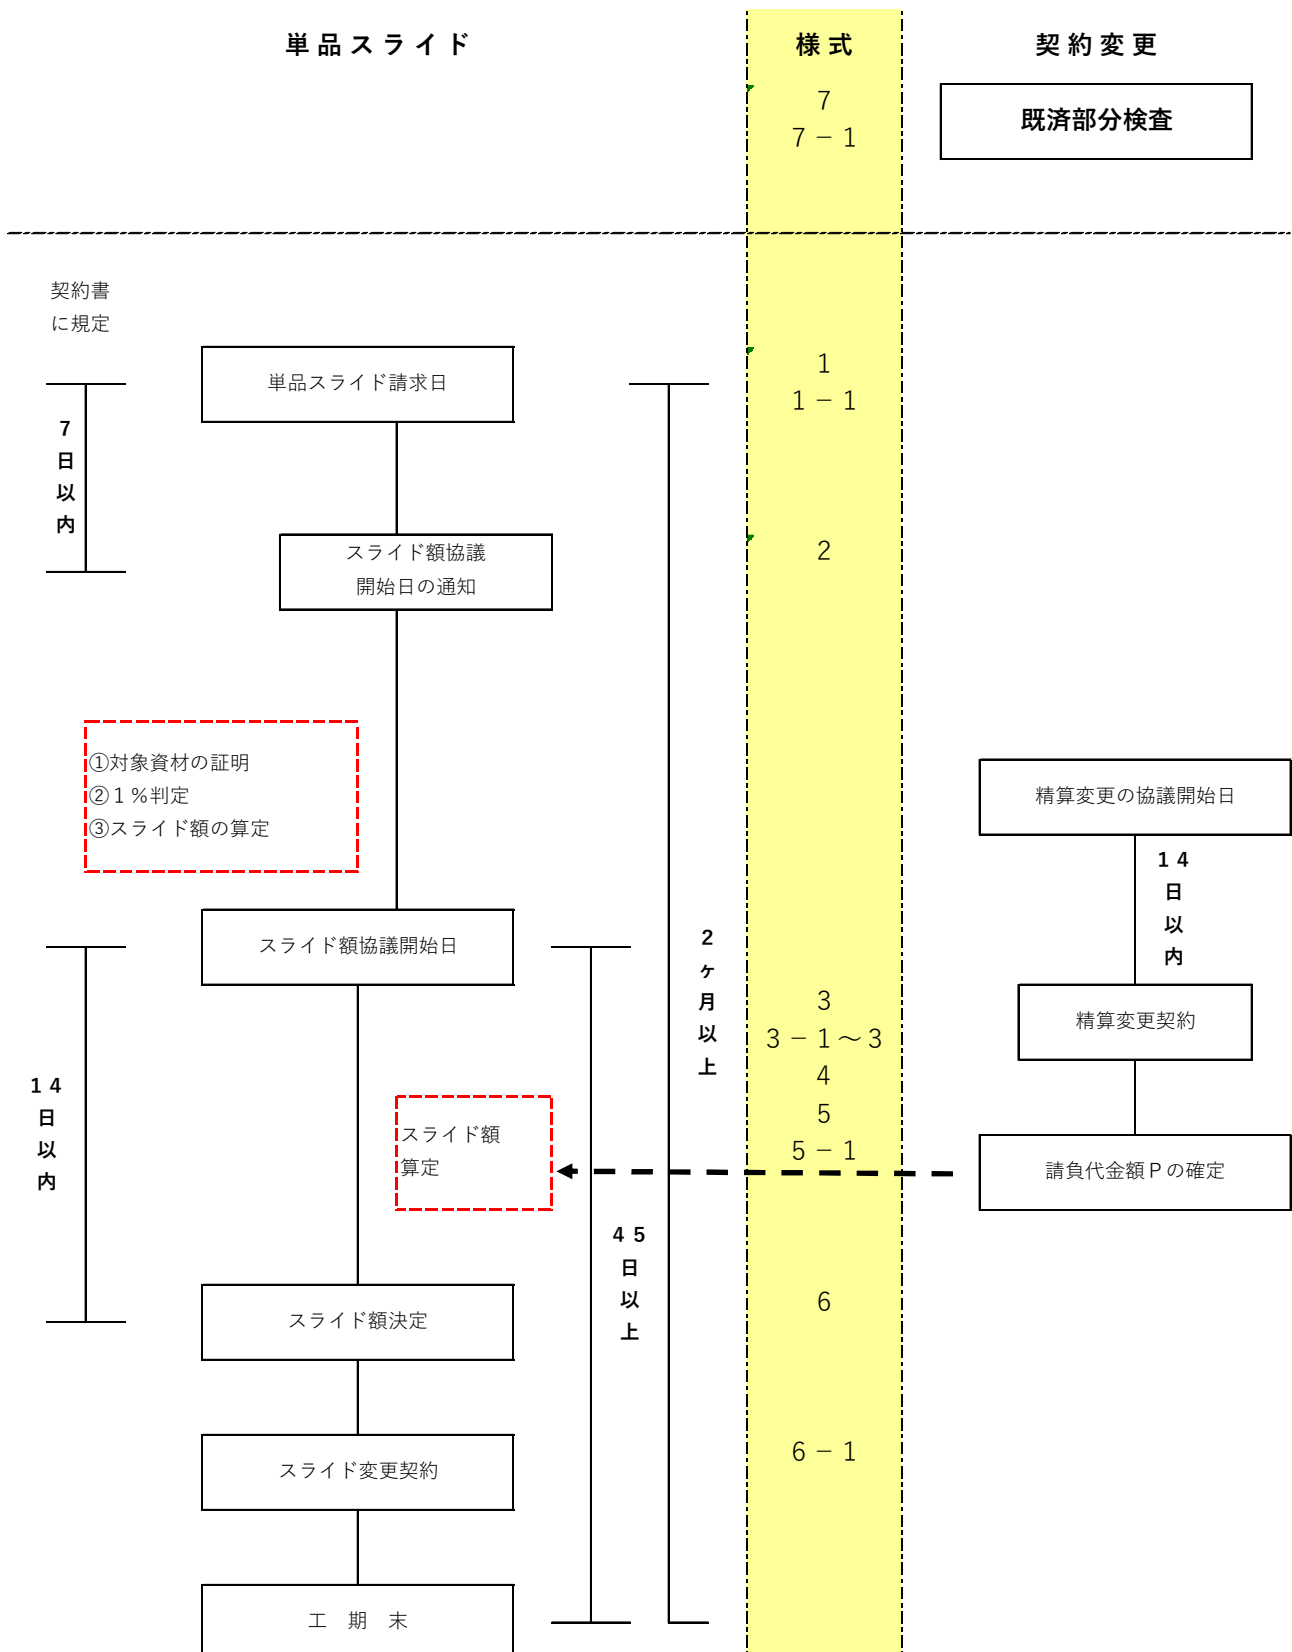 単品スライド
様式
契約変更
7
7－1
既済部分検査
契約書
に規定
単品スライド請求日
1
1－1
7日以内
スライド額協議
開始日の通知
2
①対象資材の証明
②１％判定
③スライド額の算定
精算変更の協議開始日
14日以内
スライド額協議開始日
2ヶ月以上
3
3－1～3
4
5
5－1
精算変更契約
14日以内
スライド額
算定
請負代金額Ｐの確定
45日以上
スライド額決定
6
スライド変更契約
6－1
工　期　末